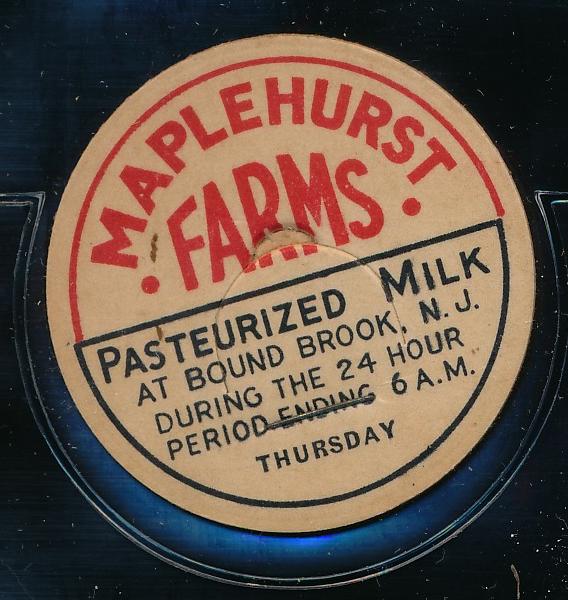 MAPLEHURST
FARMS
PASTEURIZED MILK
AT BOUND BROOK, N. J.
DURING THE 24 HOUR
PERIOD ENDING 6 A.M.
THURSDAY